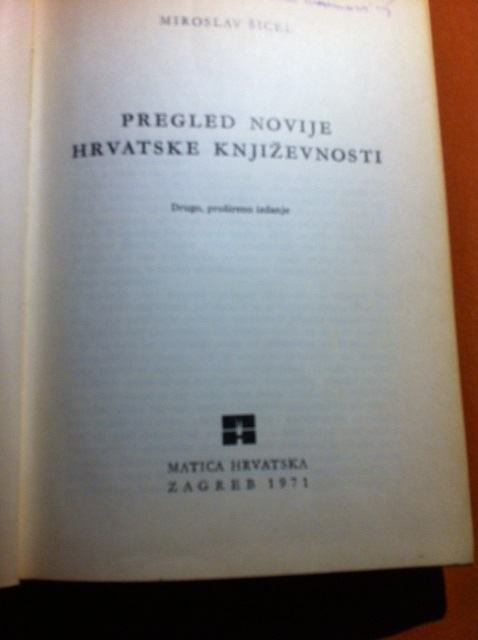 MIROSLAV ŠICEL
PREGLED NOVIJE
HRVATSKE KNJIŽEVNOSTI
Drugo, prošireno izdanje
MATICA HRVATSKA
ZAGREB 1971